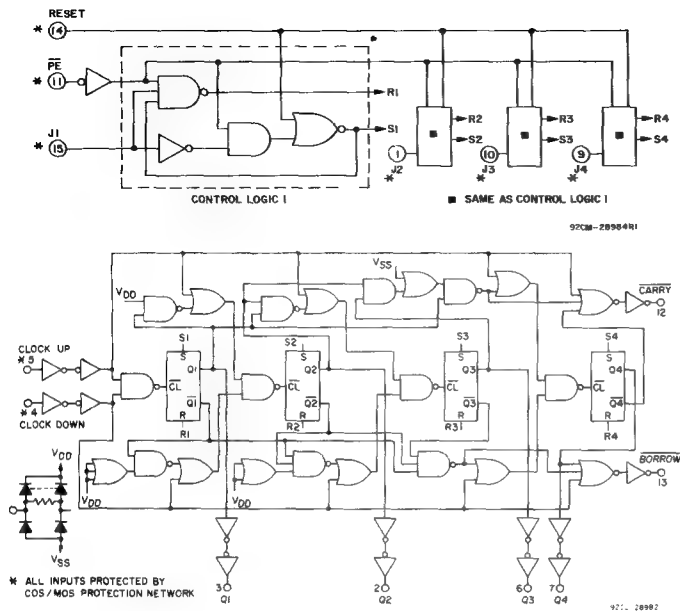 RESET
* 14
PE
* 11
J1
* 15
R1
S1
CONTROL LOGIC 1
R2
S2
R3
S3
R4
S4
1
J2
*
10
J3
*
9
J4
*
■ SAME AS CONTROL LOGIC 1
92CM-28984R1
VSS
VDD
CARRY
12
CLOCK UP
* 5
* 4
CLOCK DOWN
S1
S
Q1
CL
Q1
R
R1
S2
S
Q2
CL
Q2
R
R2
S3
S
Q3
CL
Q3
R
R3
S4
S
Q4
CL
Q4
R
R4
BORROW
13
VDD
VDD
VDD
VSS
* ALL INPUTS PROTECTED BY
COS/MOS PROTECTION NETWORK
3 Q1
2 Q2
6 Q3
7 Q4